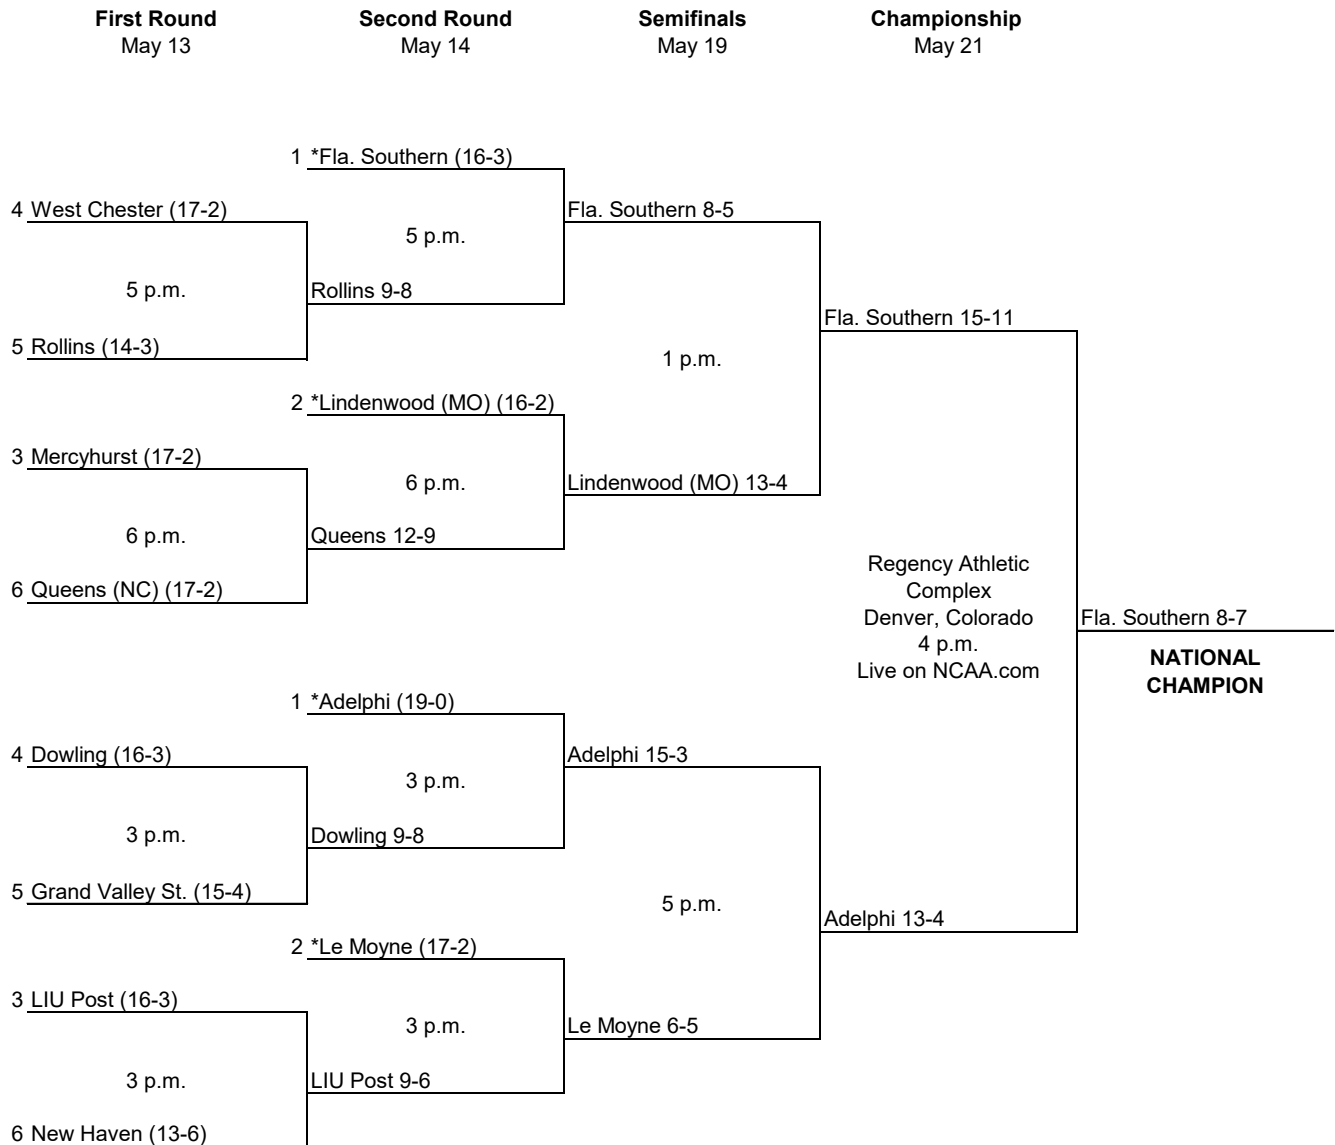 First Round
May 13
Second Round
May 14
Semifinals
May 19
Championship
May 21
1 *Fla. Southern (16-3)
4 West Chester (17-2)
Fla. Southern 8-5
5 p.m.
5 p.m.
Rollins 9-8
Fla. Southern 15-11
5 Rollins (14-3)
1 p.m.
2 *Lindenwood (MO) (16-2)
3 Mercyhurst (17-2)
6 p.m.
Lindenwood (MO) 13-4
6 p.m.
Queens 12-9
6 Queens (NC) (17-2)
Regency Athletic
Complex
Denver, Colorado
4 p.m.
Live on NCAA.com
Fla. Southern 8-7
NATIONAL
CHAMPION
1 *Adelphi (19-0)
4 Dowling (16-3)
Adelphi 15-3
3 p.m.
3 p.m.
Dowling 9-8
5 Grand Valley St. (15-4)
5 p.m.
Adelphi 13-4
2 *Le Moyne (17-2)
3 LIU Post (16-3)
3 p.m.
Le Moyne 6-5
3 p.m.
LIU Post 9-6
6 New Haven (13-6)